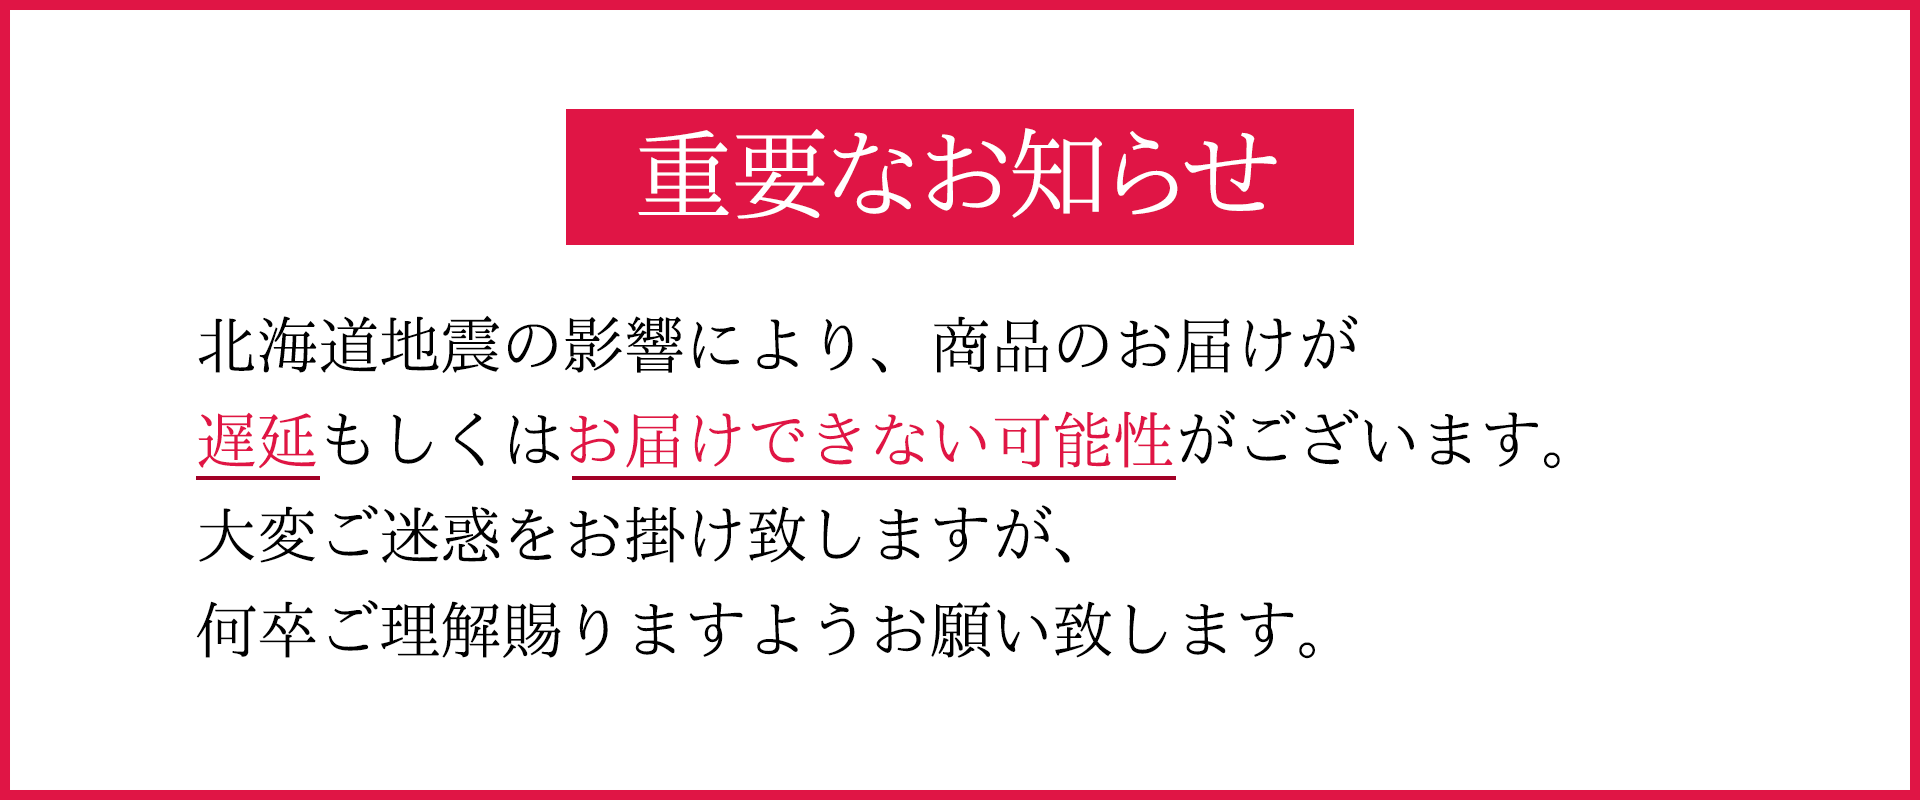 重要なお知らせ
北海道地震の影響により、商品のお届けが
遅延もしくはお届けできない可能性がございます。
大変ご迷惑をお掛け致しますが、
何卒ご理解賜りますようお願い致します。